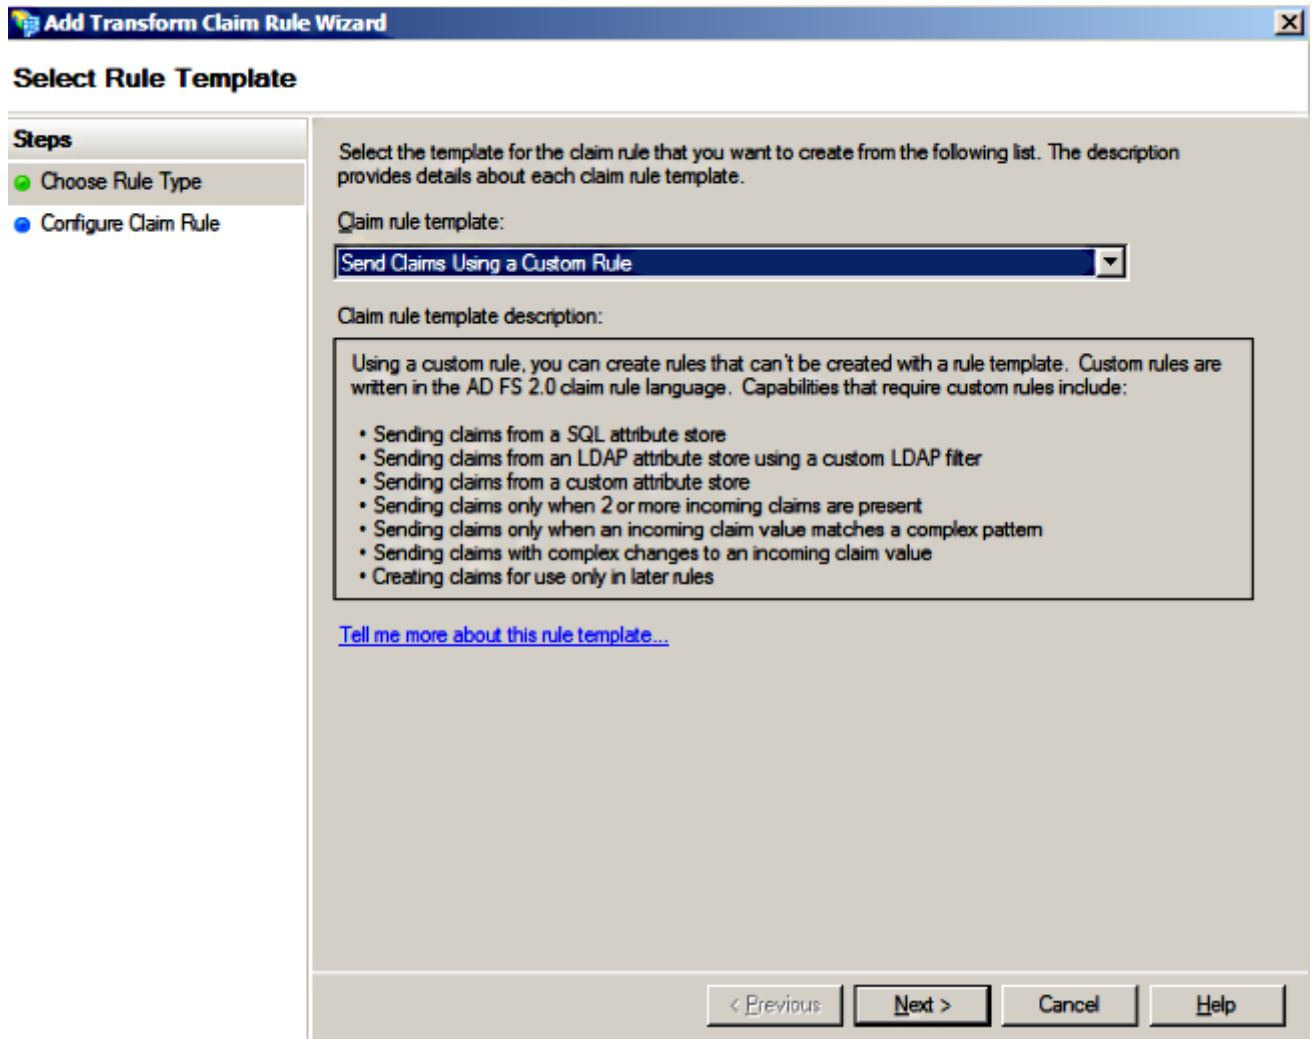 Add Transform Claim Rule Wizard
Select Rule Template
Steps
Choose Rule Type
Configure Claim Rule
Select the template for the claim rule that you want to create from the following list. The description
provides details about each claim rule template.
Claim rule template:
Send Claims Using a Custom Rule
Claim rule template description:
Using a custom rule, you can create rules that can't be created with a rule template. Custom rules are
written in the AD FS 2.0 claim rule language. Capabilities that require custom rules include:
• Sending claims from a SQL attribute store
• Sending claims from an LDAP attribute store using a custom LDAP filter
• Sending claims from a custom attribute store
• Sending claims only when 2 or more incoming claims are present
• Sending claims only when an incoming claim value matches a complex pattern
• Sending claims with complex changes to an incoming claim value
• Creating claims for use only in later rules
Tell me more about this rule template...
< Previous Next > Cancel Help